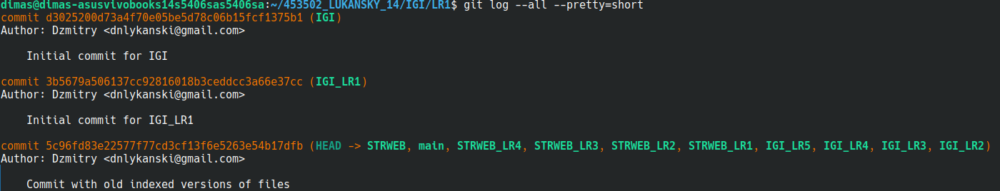 dimas@dimas-asusvivobooks14s5406sas5406sa:~/453502_LUKANSKY_14/IGI/LR1$ git log --all --pretty=short
commit d3025200d73a4f70e05be5d78c06b15fcf1375b1 (IGI)
Author: Dzmitry <dnlykanski@gmail.com>
Initial commit for IGI
commit 3b5679a506137cc92816018b3ceddcc3a66e37cc (IGI_LR1)
Author: Dzmitry <dnlykanski@gmail.com>
Initial commit for IGI_LR1
commit 5c96fd83e22577f77cd3cf13f6e5263e54b17dfb (HEAD -> STRWEB, main, STRWEB_LR4, STRWEB_LR3, STRWEB_LR2, STRWEB_LR1, IGI_LR5, IGI_LR4, IGI_LR3, IGI_LR2)
Author: Dzmitry <dnlykanski@gmail.com>
Commit with old indexed versions of files